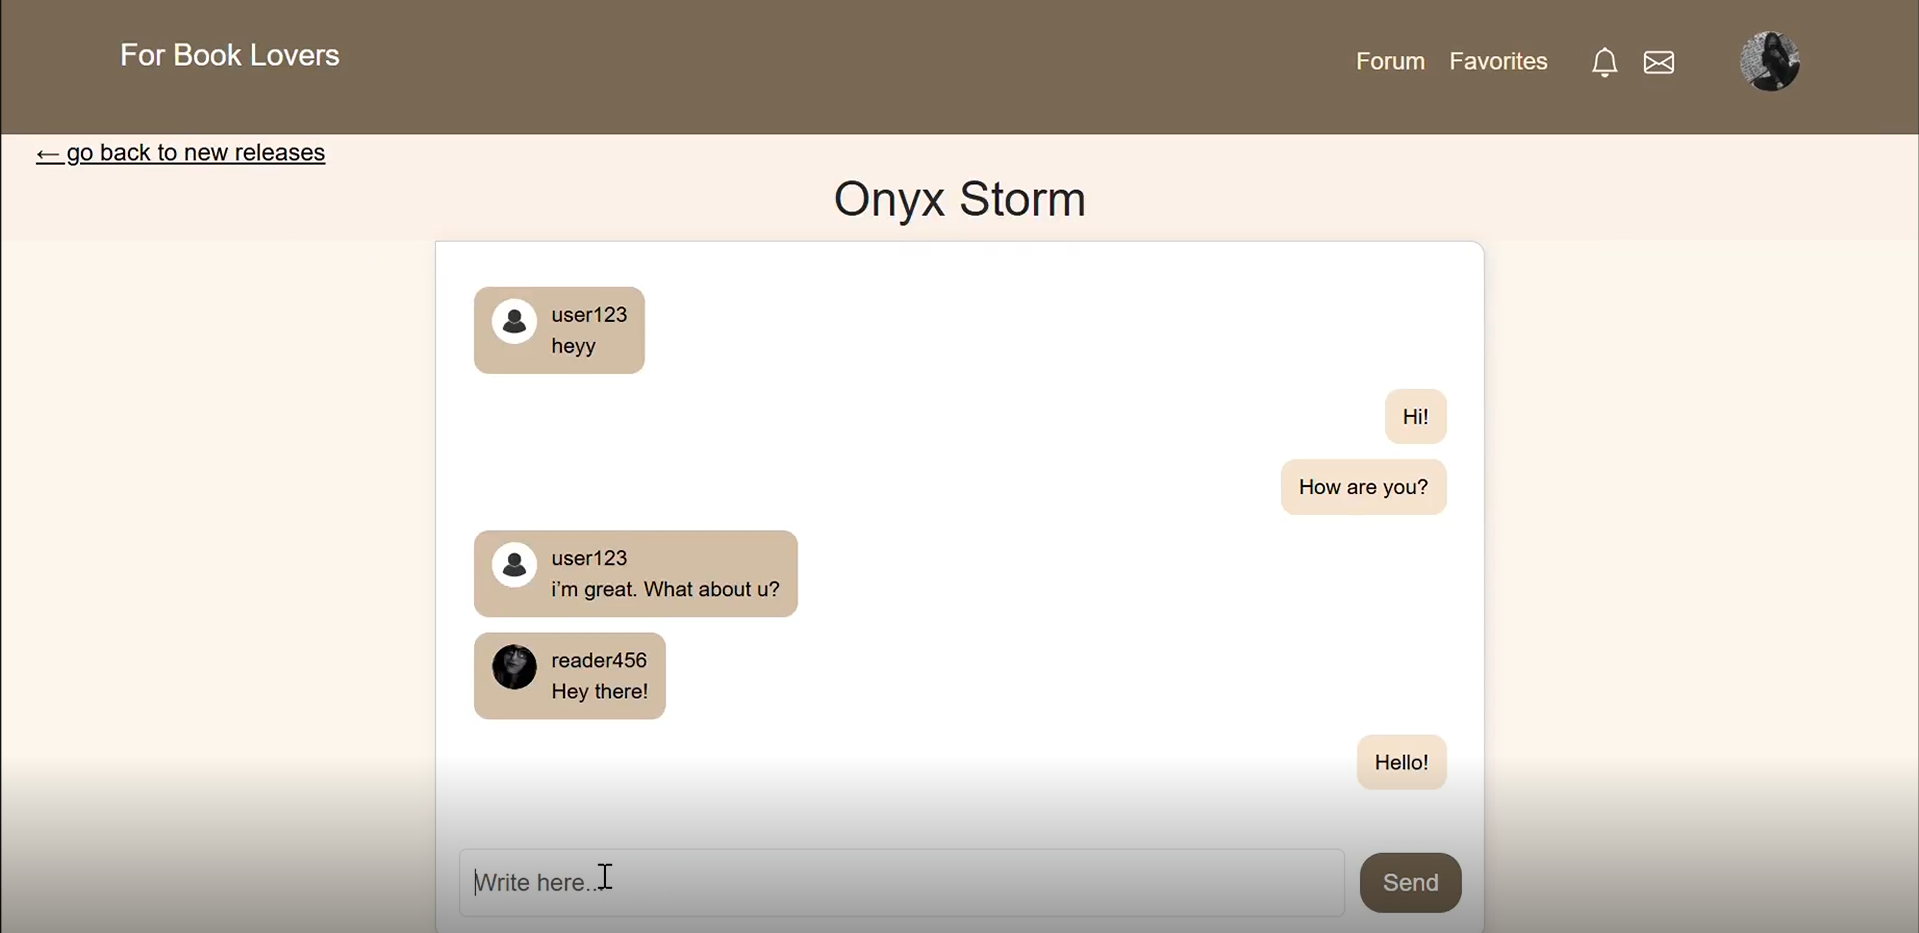 For Book Lovers
Forum Favorites
← go back to new releases
Onyx Storm
user123
heyy
Hi!
How are you?
user123
i'm great. What about u?
reader456
Hey there!
Hello!
Write here...
Send